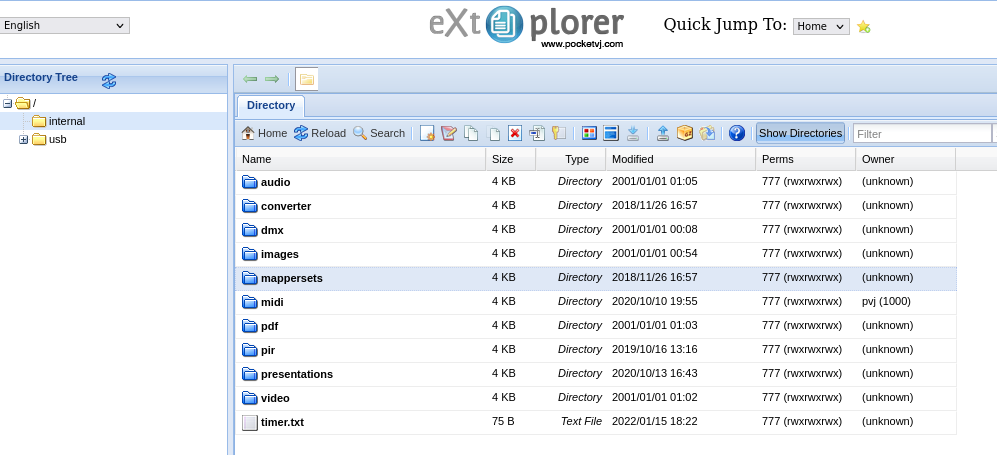 English
eXtplorer
www.pocketvj.com
Quick Jump To: Home
Directory Tree
/
internal
usb
Directory
Home Reload Search Show Directories Filter
Name Size Type Modified Perms Owner
audio 4 KB Directory 2001/01/01 01:05 777 (rwxrwxrwx) (unknown)
converter 4 KB Directory 2018/11/26 16:57 777 (rwxrwxrwx) (unknown)
dmx 4 KB Directory 2001/01/01 00:08 777 (rwxrwxrwx) (unknown)
images 4 KB Directory 2001/01/01 00:54 777 (rwxrwxrwx) (unknown)
mappersets 4 KB Directory 2018/11/26 16:57 777 (rwxrwxrwx) (unknown)
midi 4 KB Directory 2020/10/10 19:55 777 (rwxrwxrwx) pvj (1000)
pdf 4 KB Directory 2001/01/01 01:03 777 (rwxrwxrwx) (unknown)
pir 4 KB Directory 2019/10/16 13:16 777 (rwxrwxrwx) (unknown)
presentations 4 KB Directory 2020/10/13 16:43 777 (rwxrwxrwx) (unknown)
video 4 KB Directory 2001/01/01 01:02 777 (rwxrwxrwx) (unknown)
timer.txt 75 B Text File 2022/01/15 18:22 777 (rwxrwxrwx) (unknown)